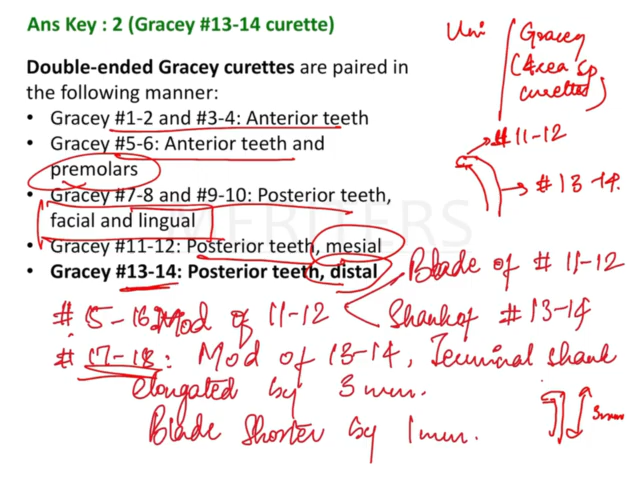 Ans Key : 2 (Gracey #13-14 curette)
Uni Gracey
(Area sp
curettes)
Double-ended Gracey curettes are paired in
the following manner:
• Gracey #1-2 and #3-4: Anterior teeth
# 11-12
• Gracey #5-6: Anterior teeth and
premolars
# 13-14
• Gracey #7-8 and #9-10: Posterior teeth,
facial and lingual
MERITERS
• Gracey #11-12: Posterior teeth, mesial
• Gracey #13-14: Posterior teeth, distal
Blade of # 11-12
# 15-16 Mod of 11-12
Shank of # 13-14
# 17-18: Mod of 13-14, Terminal shank
elongated by 3 mm.
3mm
Blade shorter by 1 mm.